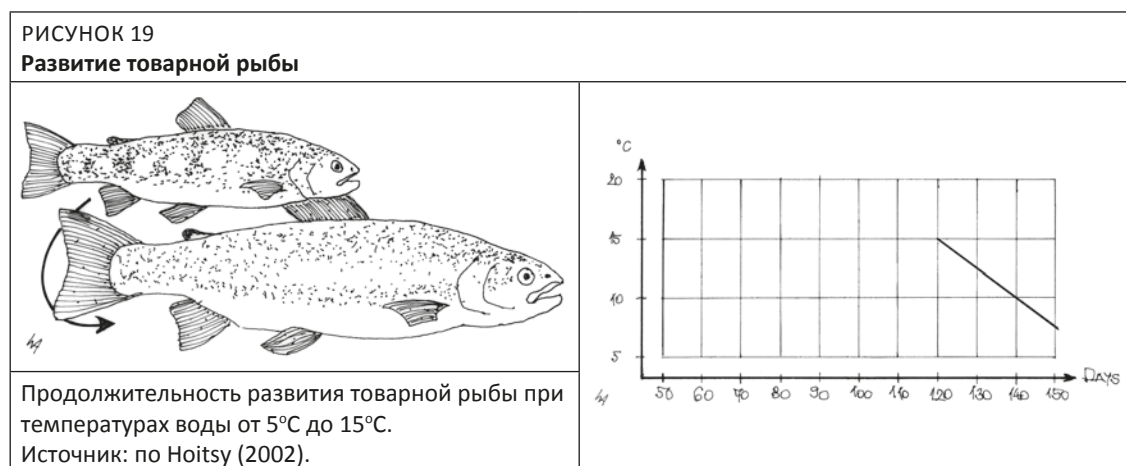 РИСУНОК 19
Развитие товарной рыбы
°C
20
15
10
5
50 60 70 80 90 100 110 120 130 140 150
DAYS
Продолжительность развития товарной рыбы при
температурах воды от 5°C до 15°C.
Источник: по Hoitsy (2002).